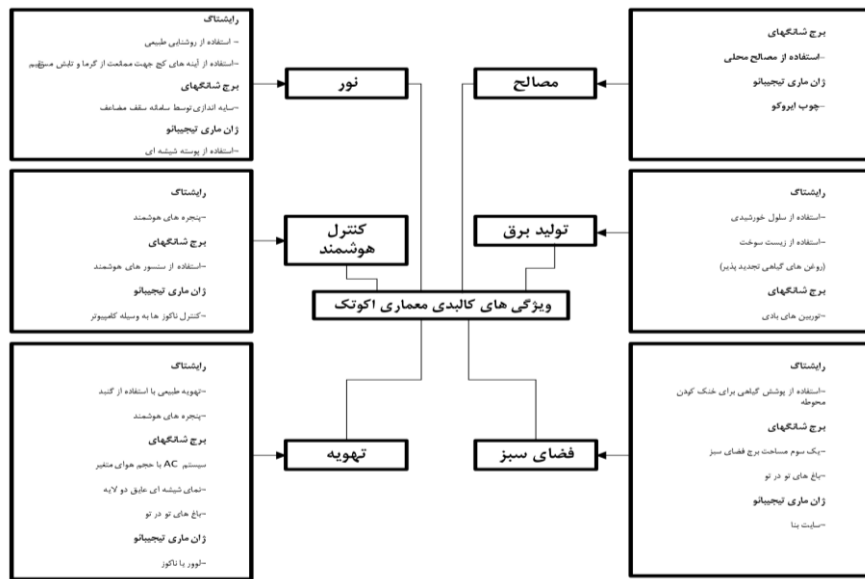 برج شانگهای
–استفاده از مصالح محلی
ژان ماری تیجیبائو
–چوب ایروکو
مصالح
نور
رایشتاگ
– استفاده از روشنایی طبیعی
–استفاده از آینه های کج جهت ممانعت از گرما و تابش مستقیم
برج شانگهای
–سایه اندازی توسط سامانه سقف مضاعف
ژان ماری تیجیبائو
–استفاده از پوسته شیشه ای
رایشتاگ
–استفاده از سلول خورشیدی
–استفاده از زیست سوخت
(روغن های گیاهی تجدید پذیر)
برج شانگهای
–توربین های بادی
تولید برق
کنترل
هوشمند
رایشتاگ
–پنجره های هوشمند
برج شانگهای
–استفاده از سنسور های هوشمند
ژان ماری تیجیبائو
–کنترل ناکوز ها به وسیله کامپیوتر
ویژگی های کالبدی معماری اکوتک
رایشتاگ
–استفاده از پوشش گیاهی برای خنک کودن
محوطه
برج شانگهای
–یک سوم مساحت برج فضای سبز
–باغ های تو در تو
ژان ماری تیجیبائو
–سایت بنا
فضای سبز
تهویه
رایشتاگ
–تهویه طبیعی با استفاده از گنبد
–پنجره های هوشمند
برج شانگهای
سیستم AC با حجم هوای متغیر
–نمای شیشه ای عایق دو لایه
–باغ های تو در تو
ژان ماری تیجیبائو
–لوور یا ناکوز